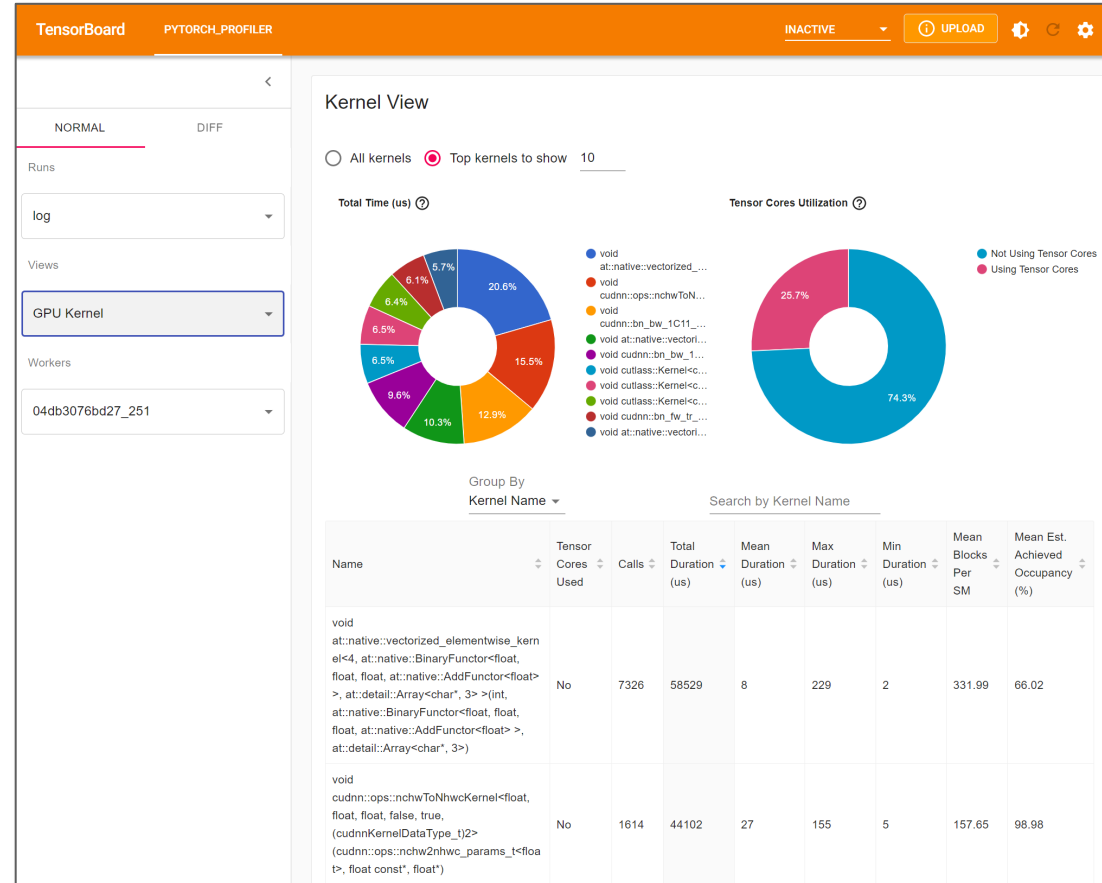 TensorBoard
PYTORCH_PROFILER
INACTIVE
UPLOAD
NORMAL
DIFF
Runs
log
Views
GPU Kernel
Workers
04db3076bd27_251
Kernel View
All kernels
Top kernels to show
10
Total Time (us)
20.6%
15.5%
12.9%
10.3%
9.6%
6.5%
6.5%
6.4%
6.1%
5.7%
void
at::native::vectorized_...
void
cudnn::ops::nchwToN...
void
cudnn::bn_bw_1C11_...
void at::native::vectori...
void cudnn::bn_bw_1...
void cutlass::Kernel<c...
void cutlass::Kernel<c...
void cutlass::Kernel<c...
void cudnn::bn_fw_tr_...
void at::native::vectori...
Tensor Cores Utilization
25.7%
74.3%
Not Using Tensor Cores
Using Tensor Cores
Group By
Kernel Name
Search by Kernel Name
Name
Tensor
Cores
Used
Calls
Total
Duration
(us)
Mean
Duration
(us)
Max
Duration
(us)
Min
Duration
(us)
Mean
Blocks
Per
SM
Mean Est.
Achieved
Occupancy
(%)
void
at::native::vectorized_elementwise_kern
el<4, at::native::BinaryFunctor<float,
float, float, at::native::AddFunctor<float>
>, at::detail::Array<char*, 3> >(int,
at::native::BinaryFunctor<float, float,
float, at::native::AddFunctor<float> >,
at::detail::Array<char*, 3>)
No
7326
58529
8
229
2
331.99
66.02
void
cudnn::ops::nchwToNhwcKernel<float,
float, float, false, true,
(cudnnKernelDataType_t)2>
(cudnn::ops::nchw2nhwc_params_t<floa
t>, float const*, float*)
No
1614
44102
27
155
5
157.65
98.98